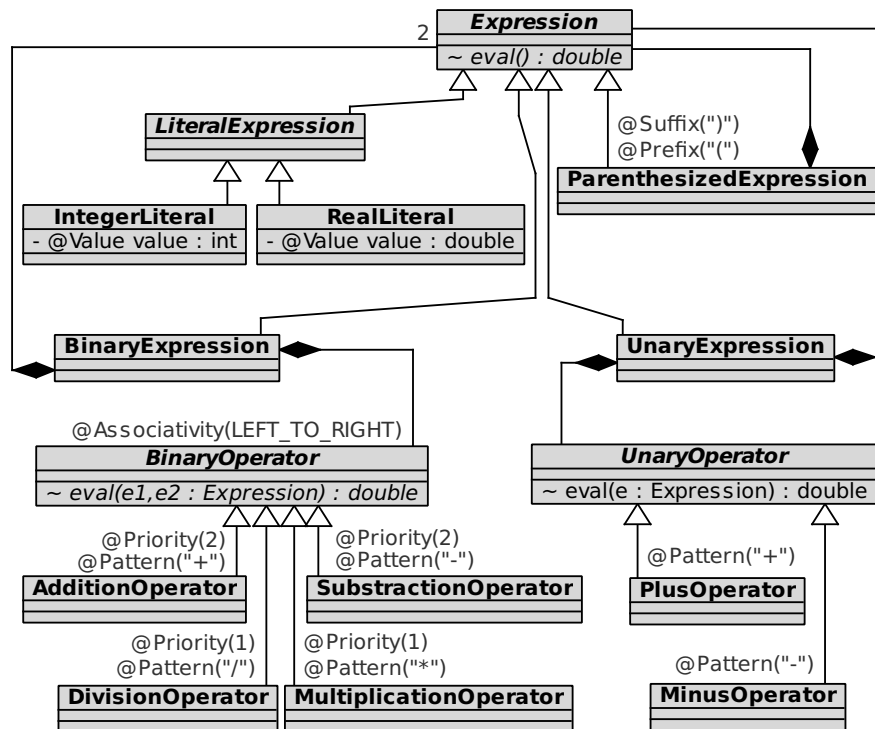 Expression
2
~ eval() : double
LiteralExpression
@Suffix(")")
@Prefix("(")
ParenthesizedExpression
IntegerLiteral
- @Value value : int
RealLiteral
- @Value value : double
BinaryExpression
UnaryExpression
@Associativity(LEFT_TO_RIGHT)
BinaryOperator
~ eval(e1,e2 : Expression) : double
UnaryOperator
~ eval(e : Expression) : double
@Priority(2)
@Pattern("+")
@Priority(2)
@Pattern("-")
@Pattern("+")
AdditionOperator
SubstractionOperator
PlusOperator
@Priority(1)
@Pattern("/")
@Priority(1)
@Pattern("*")
@Pattern("-")
DivisionOperator
MultiplicationOperator
MinusOperator